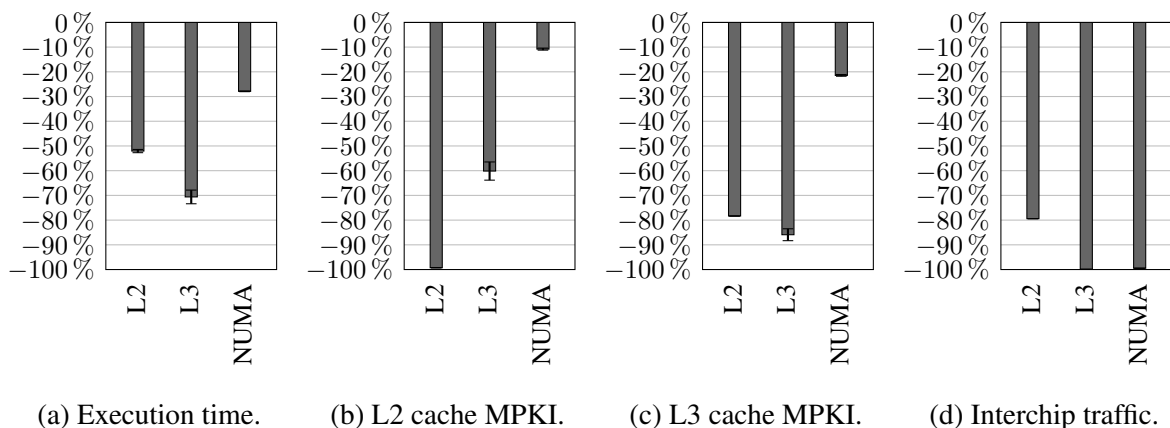 0 %
−10 %
−20 %
−30 %
−40 %
−50 %
−60 %
−70 %
−80 %
−90 %
−100 %
L2
L3
NUMA
(a) Execution time.
0 %
−10 %
−20 %
−30 %
−40 %
−50 %
−60 %
−70 %
−80 %
−90 %
−100 %
L2
L3
NUMA
(b) L2 cache MPKI.
0 %
−10 %
−20 %
−30 %
−40 %
−50 %
−60 %
−70 %
−80 %
−90 %
−100 %
L2
L3
NUMA
(c) L3 cache MPKI.
0 %
−10 %
−20 %
−30 %
−40 %
−50 %
−60 %
−70 %
−80 %
−90 %
−100 %
L2
L3
NUMA
(d) Interchip traffic.